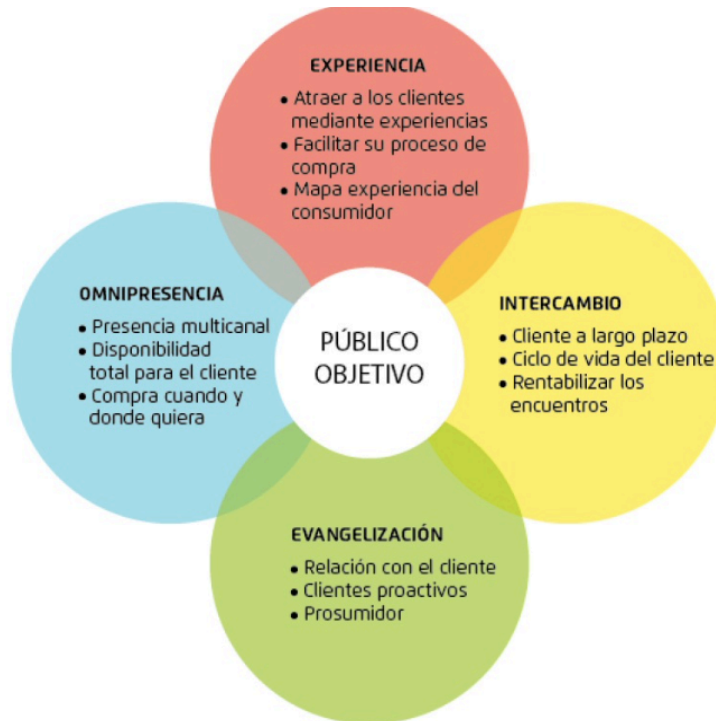 EXPERIENCIA
• Atraer a los clientes
mediante experiencias
• Facilitar su proceso de
compra
• Mapa experiencia del
consumidor
OMNIPRESENCIA
• Presencia multicanal
• Disponibilidad
total para el cliente
• Compra cuando y
donde quiera
PÚBLICO
OBJETIVO
INTERCAMBIO
• Cliente a largo plazo
• Ciclo de vida del cliente
• Rentabilizar los
encuentros
EVANGELIZACIÓN
• Relación con el cliente
• Clientes proactivos
• Prosumidor